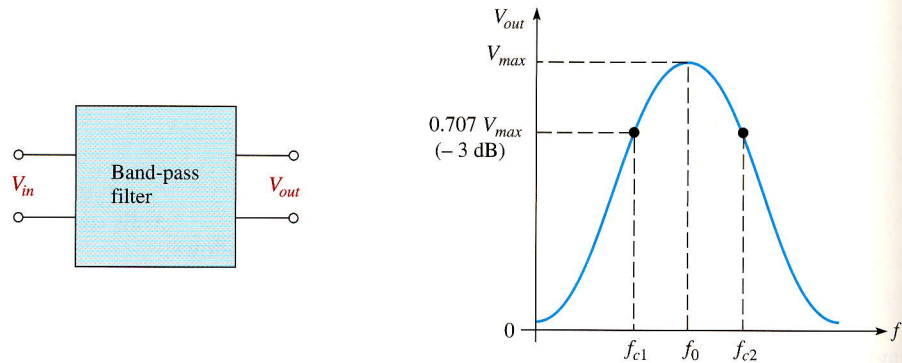 V_in
Band-pass
filter
V_out
V_out
V_max
0.707 V_max
(– 3 dB)
0
f_c1
f_0
f_c2
f